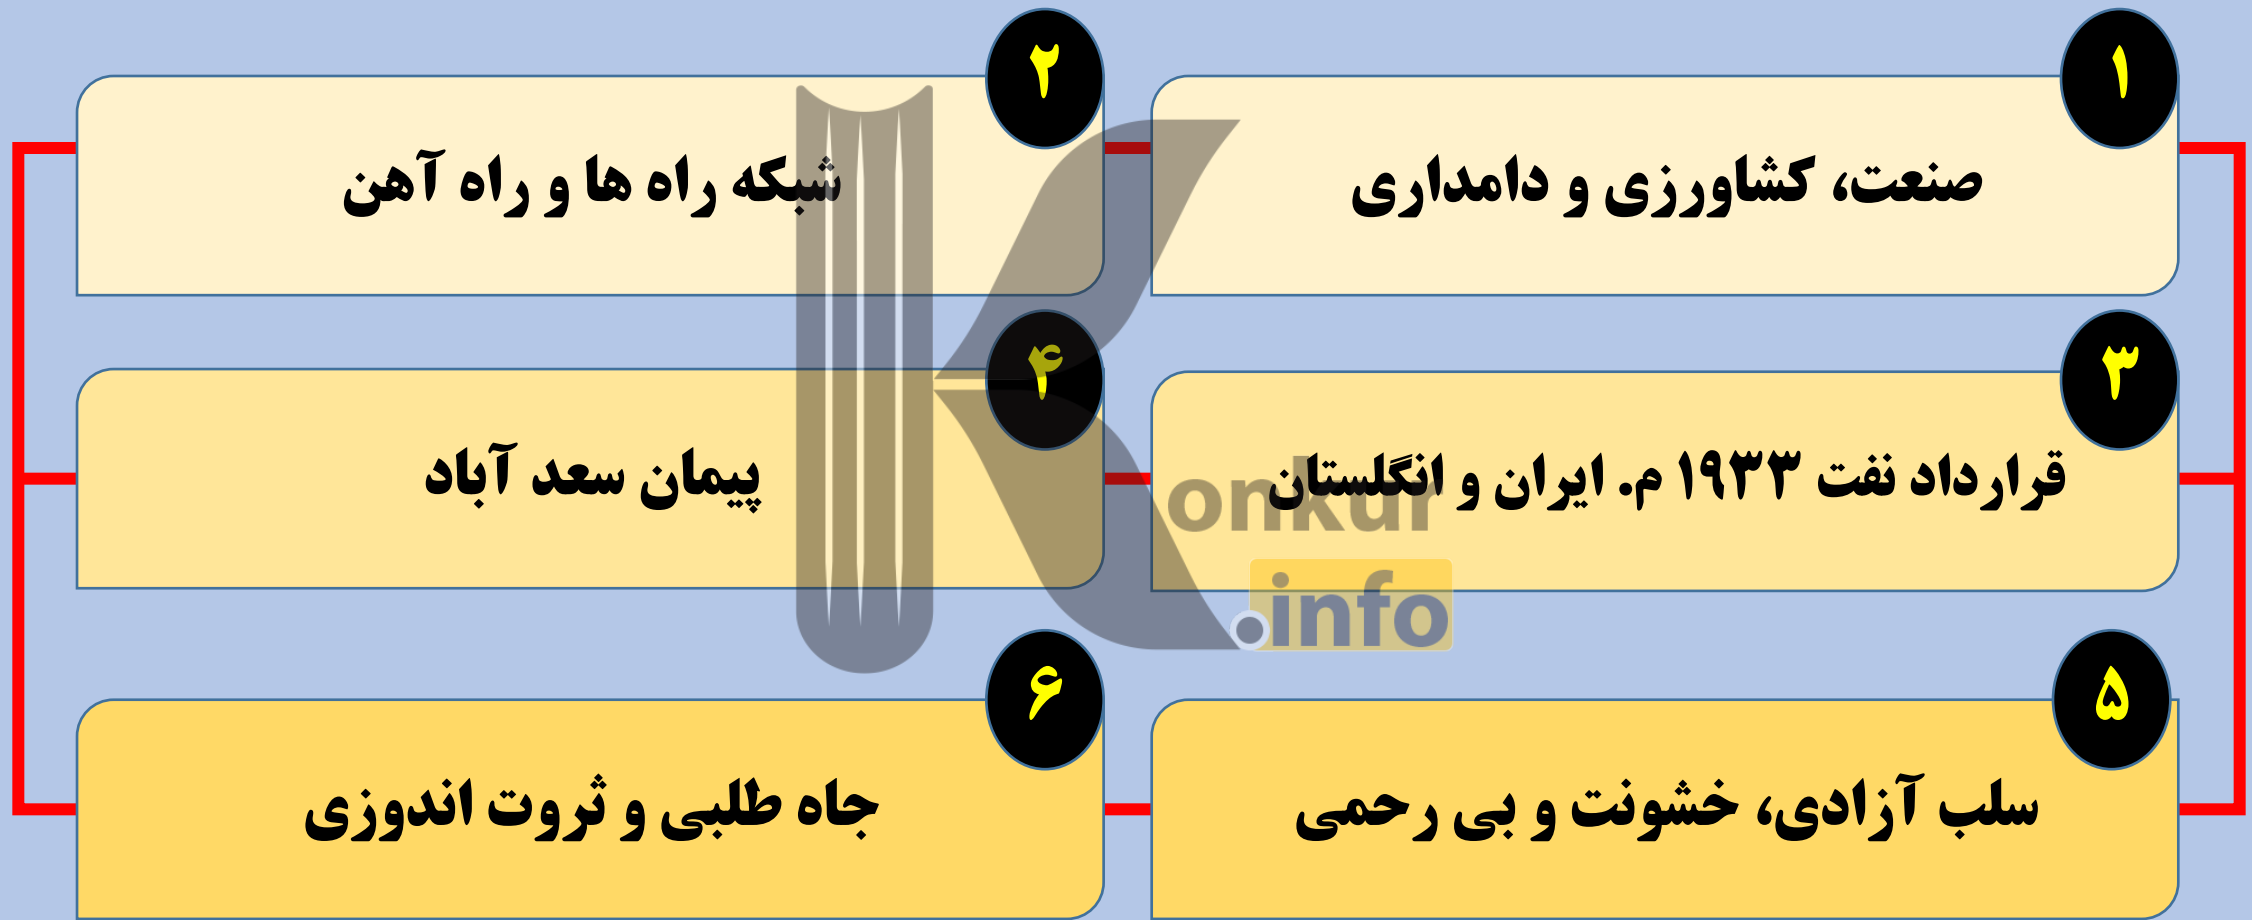 ۱
صنعت، کشاورزی و دامداری
۲
شبکه راه ها و راه آهن
۳
قرارداد نفت ۱۹۳۳ م. ایران و انگلستان
۴
پیمان سعد آباد
۵
سلب آزادی، خشونت و بی رحمی
۶
جاه طلبی و ثروت اندوزی
Konkur
.info